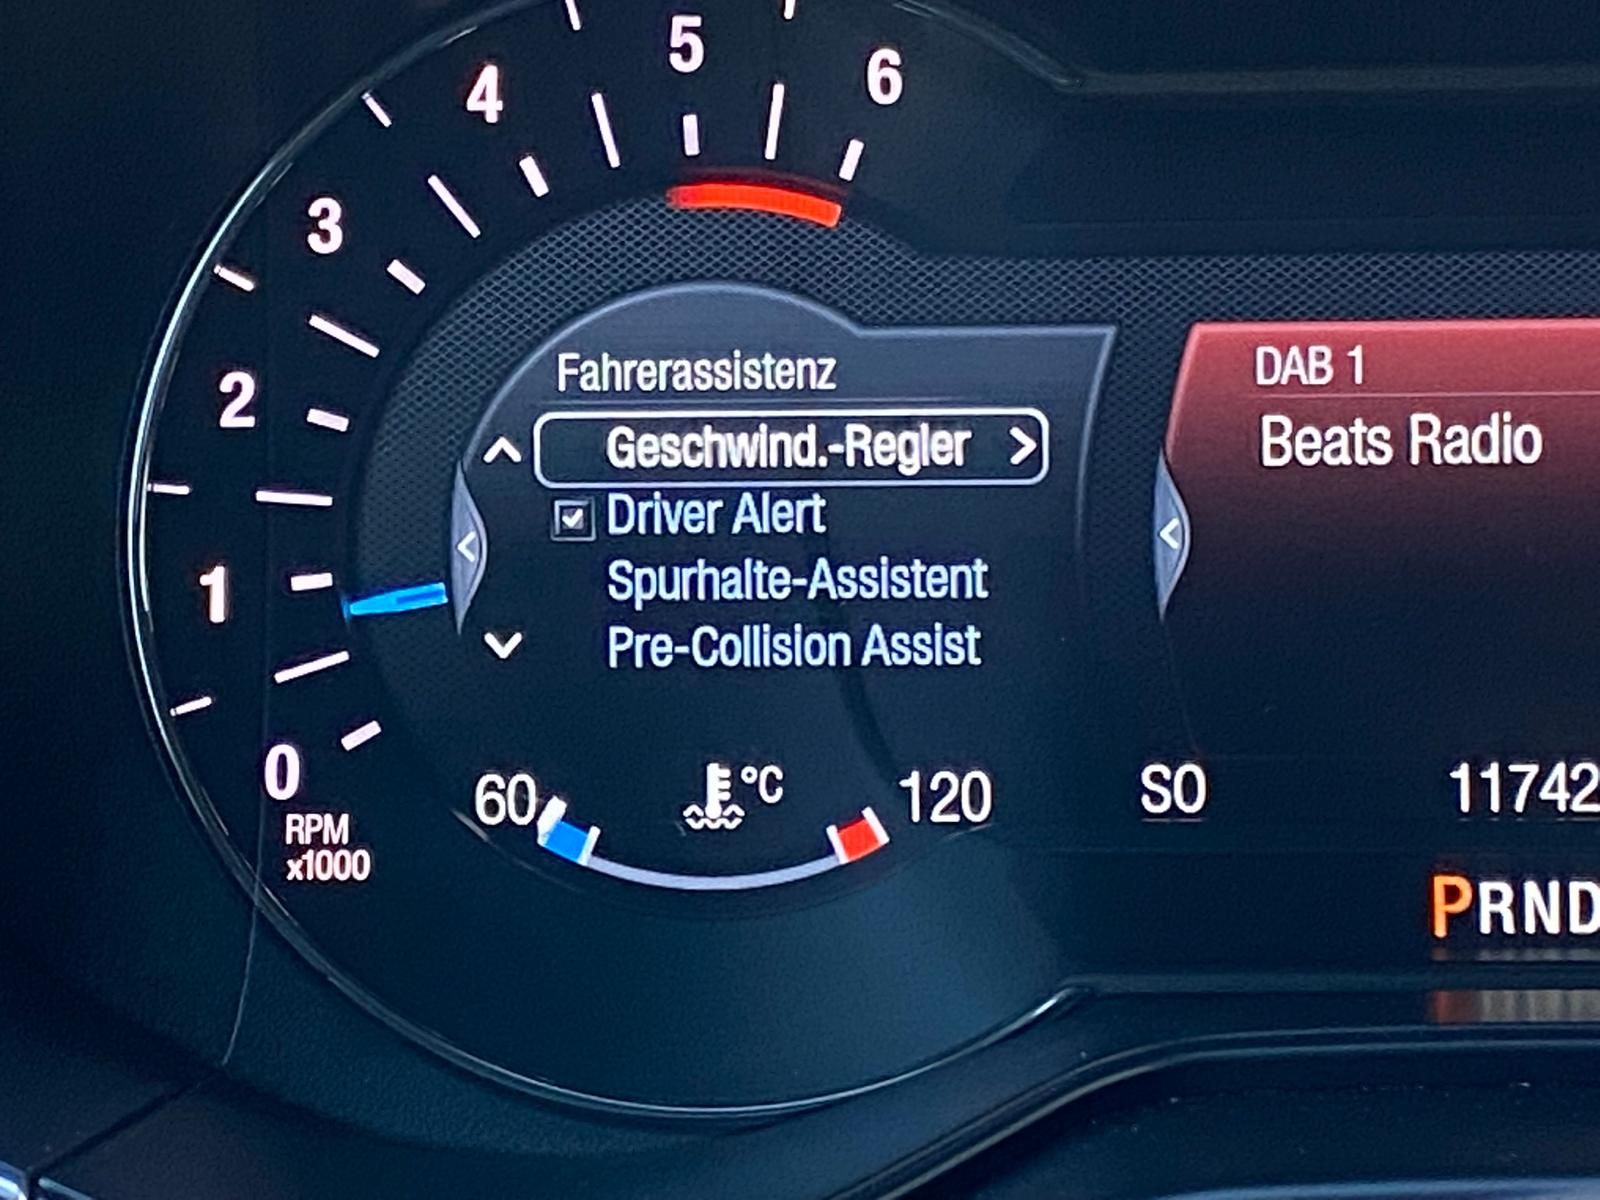 6
5
4
3
2
1
0
RPM
x1000
Fahrerassistenz
Geschwind.-Regler
Driver Alert
Spurhalte-Assistent
Pre-Collision Assist
60 °C 120
DAB 1
Beats Radio
SO 11742
PRND